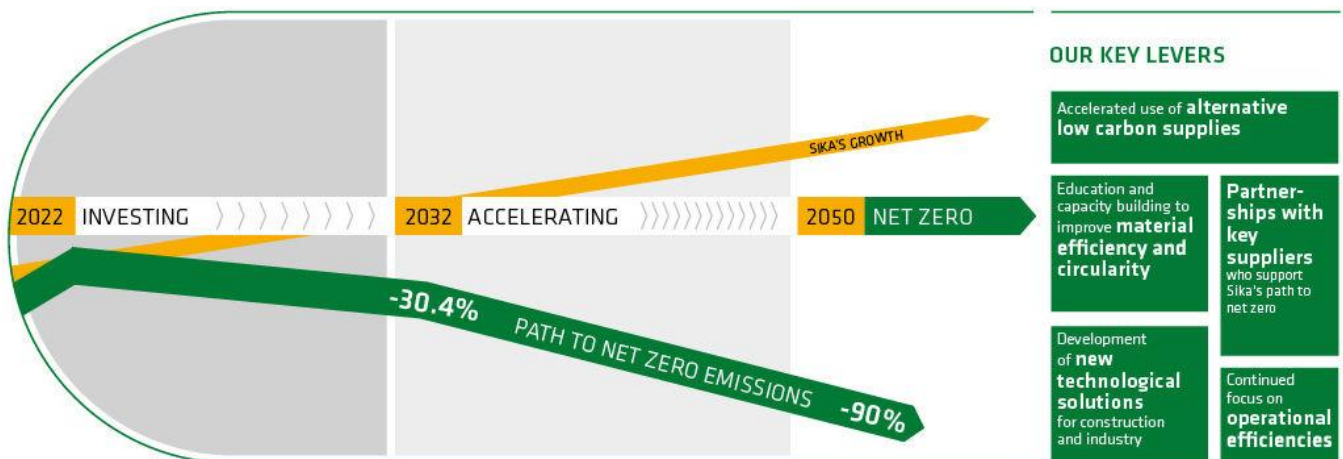 OUR KEY LEVERS
Accelerated use of alternative
low carbon supplies
SIKA'S GROWTH
2022 INVESTING
2032 ACCELERATING
2050 NET ZERO
-30.4%
PATH TO NET ZERO EMISSIONS
-90%
Education and
capacity building to
improve material
efficiency and
circularity
Partner-
ships with
key
suppliers
who support
Sika's path to
net zero
Development
of new
technological
solutions
for construction
and industry
Continued
focus on
operational
efficiencies